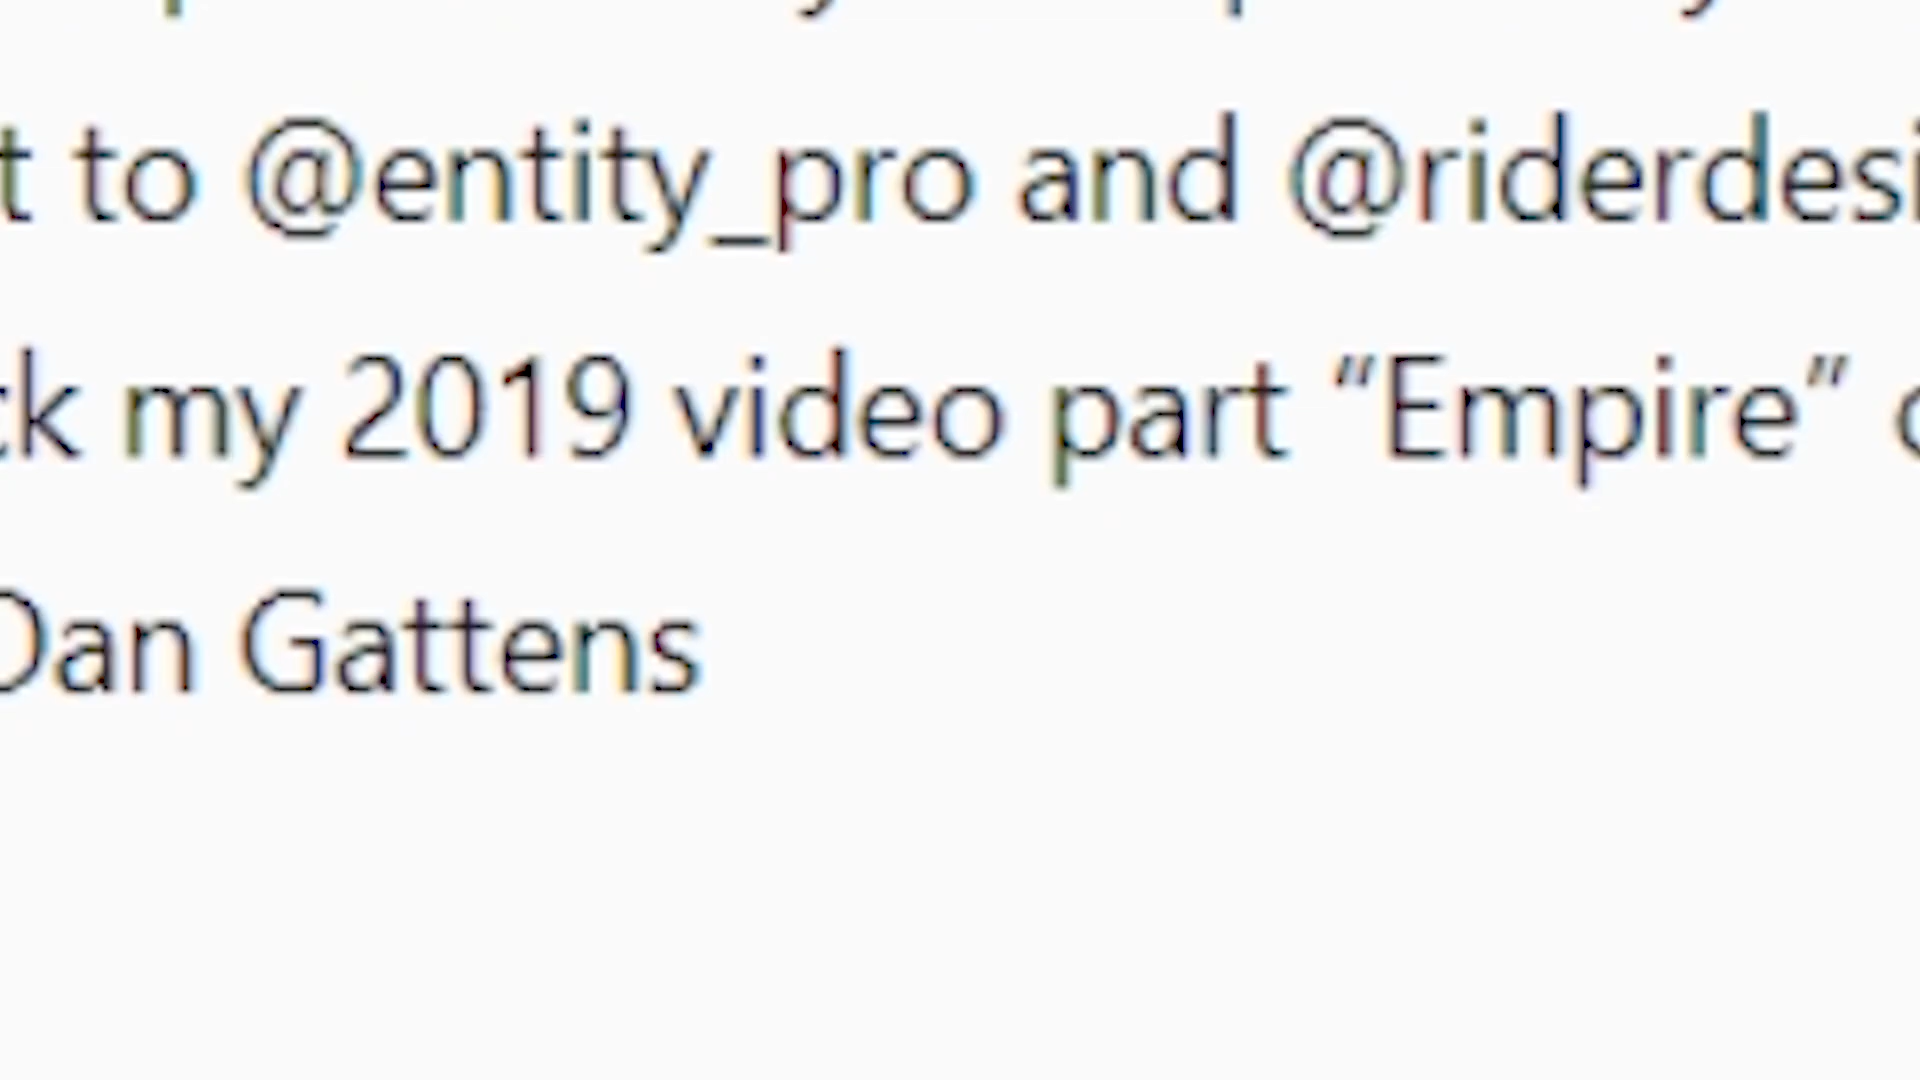 t to @entity_pro and @riderdesi
ck my 2019 video part “Empire”
Dan Gattens